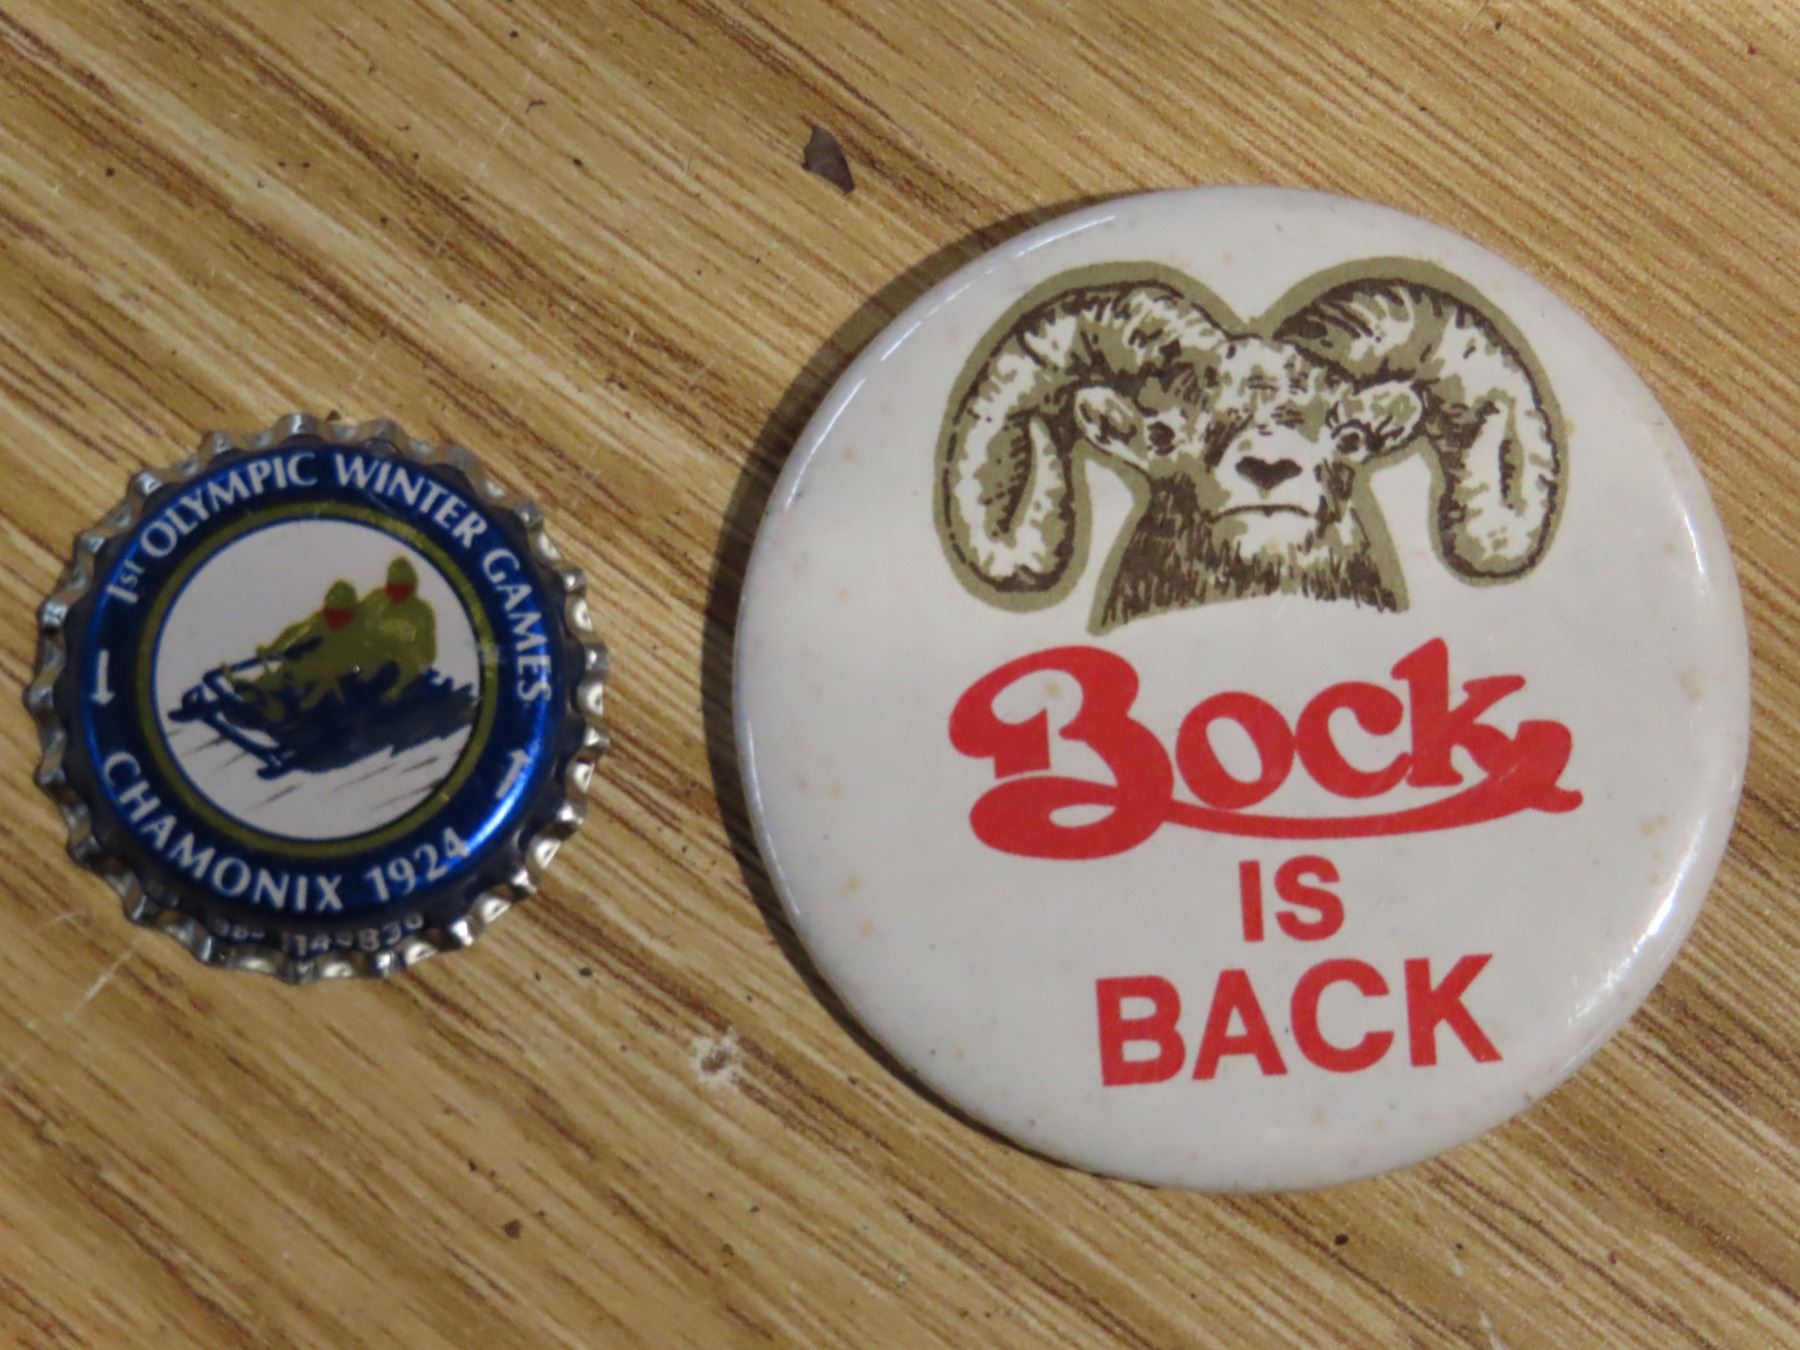 1st OLYMPIC WINTER GAMES
CHAMONIX 1924
Bock
IS
BACK